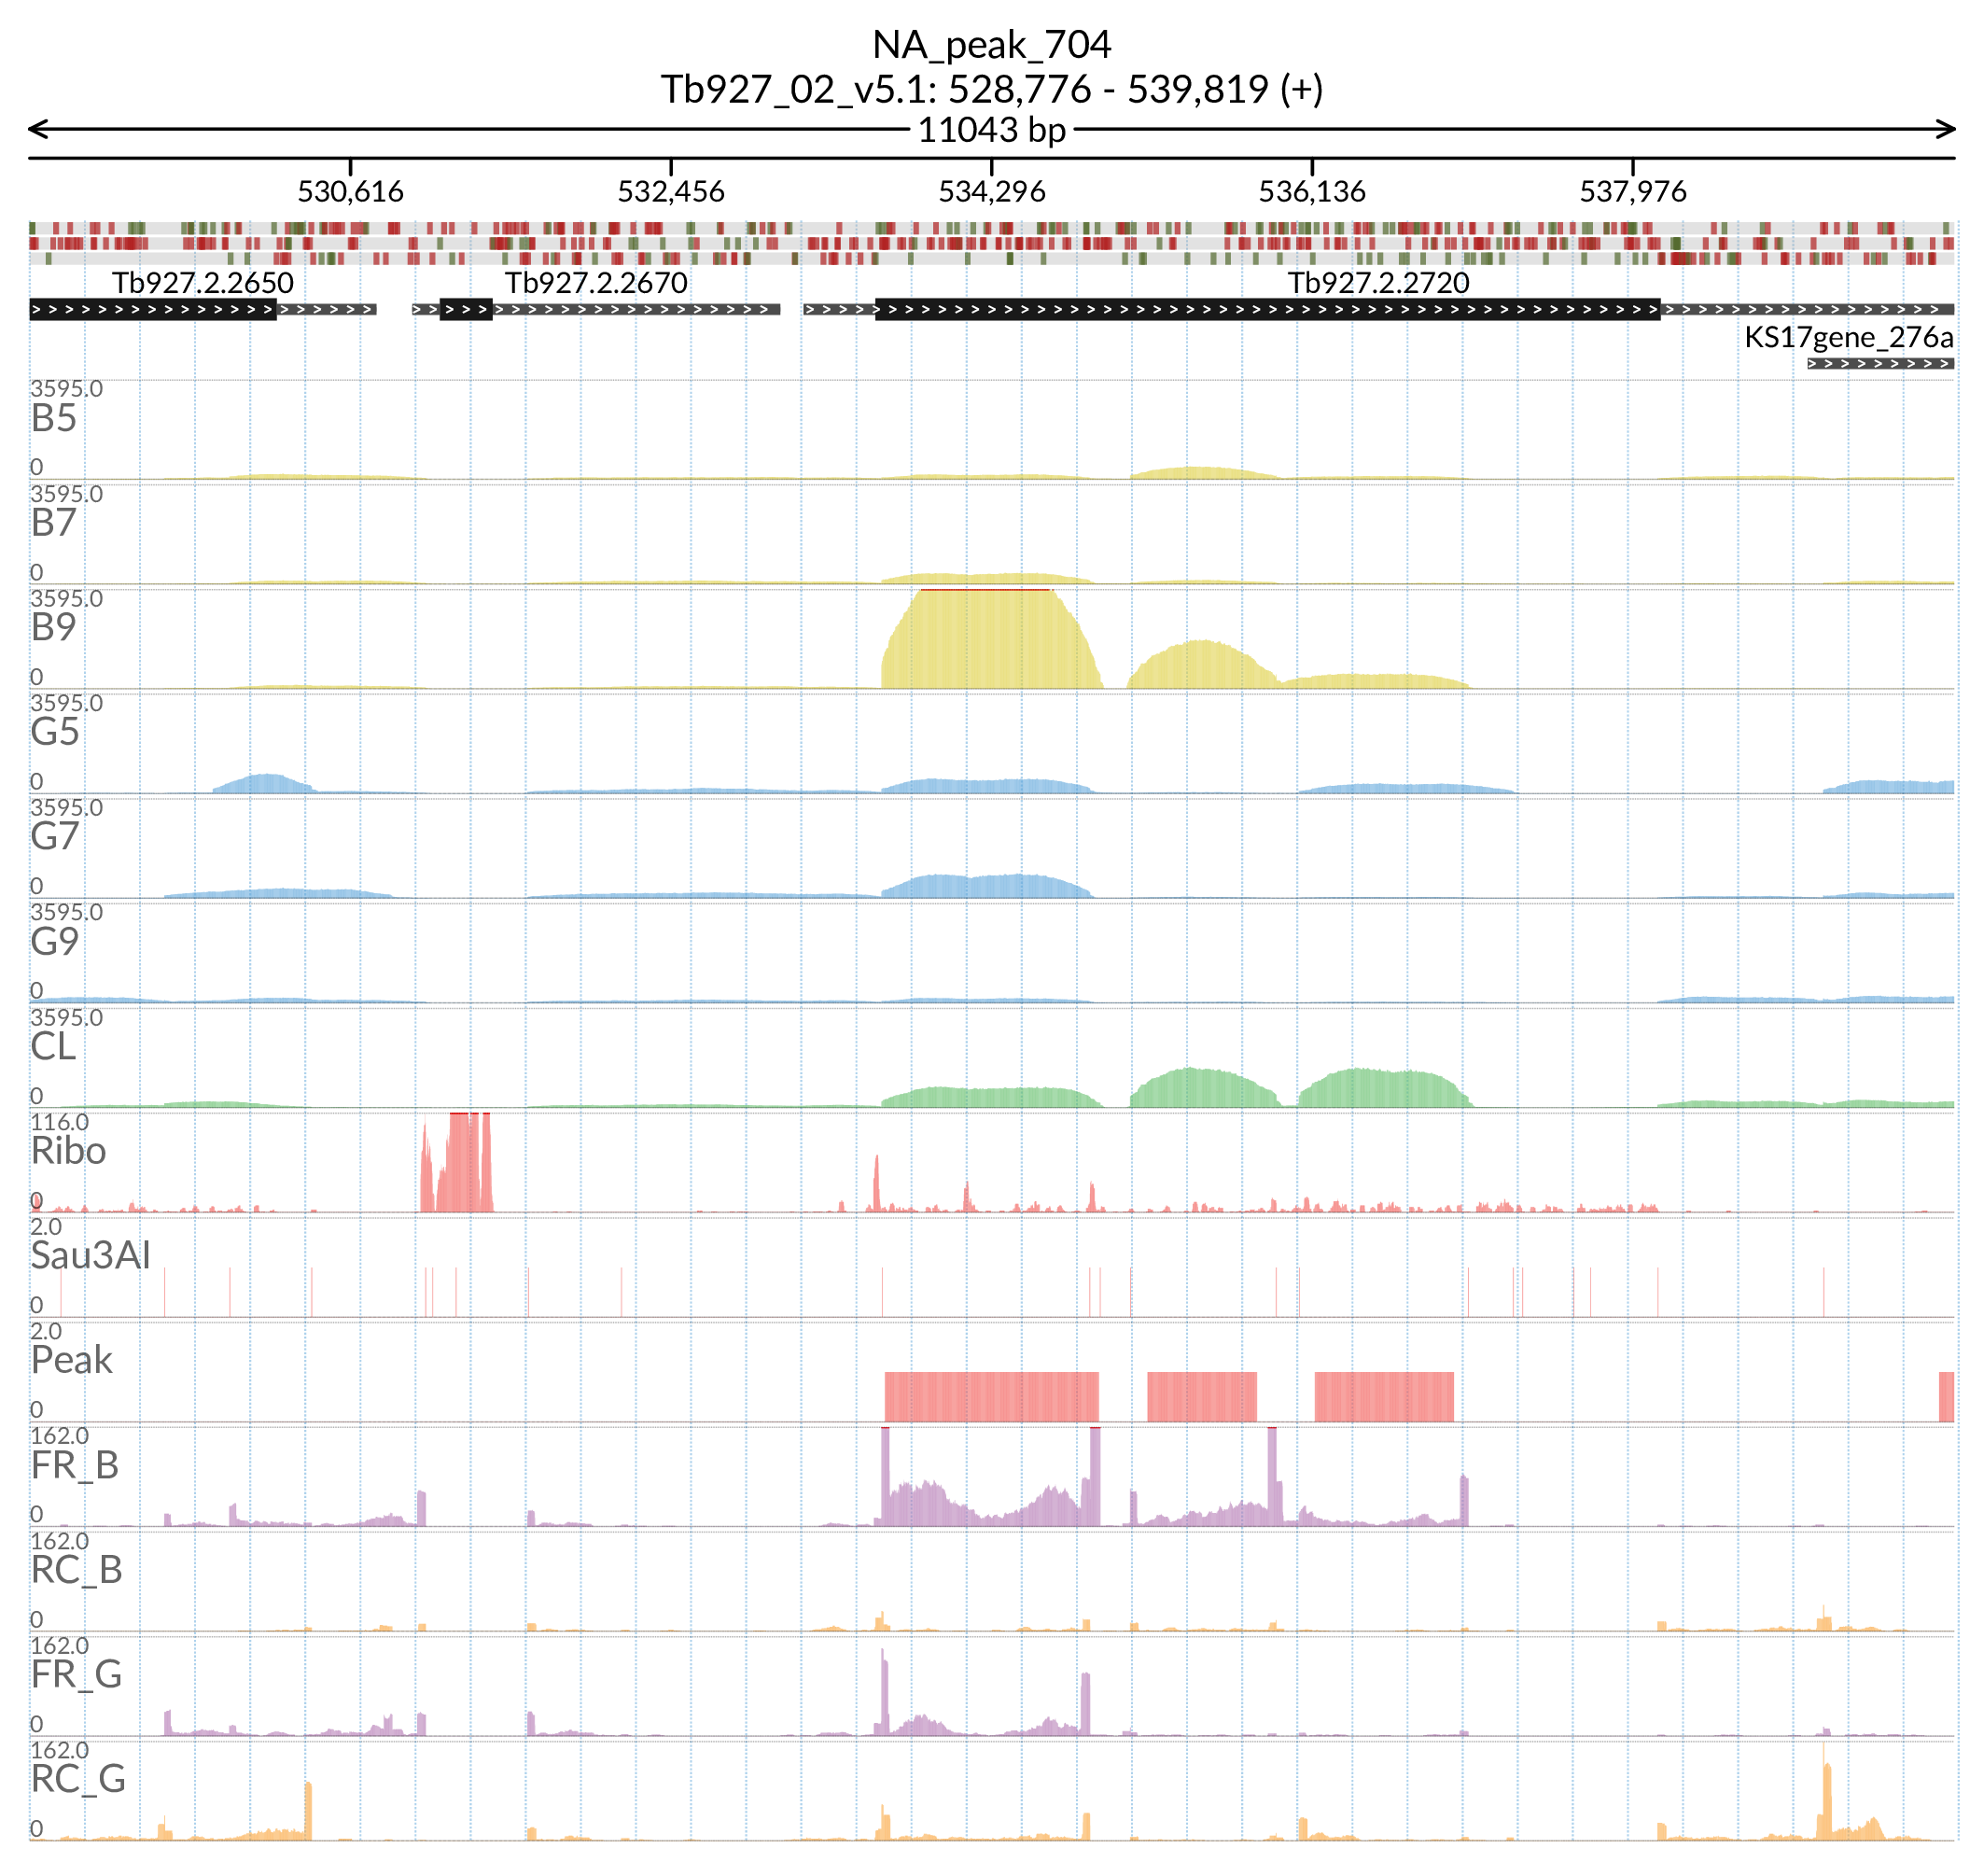 NA_peak_704
Tb927_02_v5.1: 528,776 - 539,819 (+)
11043 bp
530,616 532,456 534,296 536,136 537,976
Tb927.2.2650 Tb927.2.2670 Tb927.2.2720
KS17gene_276a
3595.0
B5
0
3595.0
B7
0
3595.0
B9
0
3595.0
G5
0
3595.0
G7
0
3595.0
G9
0
3595.0
CL
0
116.0
Ribo
0
2.0
Sau3AI
0
2.0
Peak
0
162.0
FR_B
0
162.0
RC_B
0
162.0
FR_G
0
162.0
RC_G
0